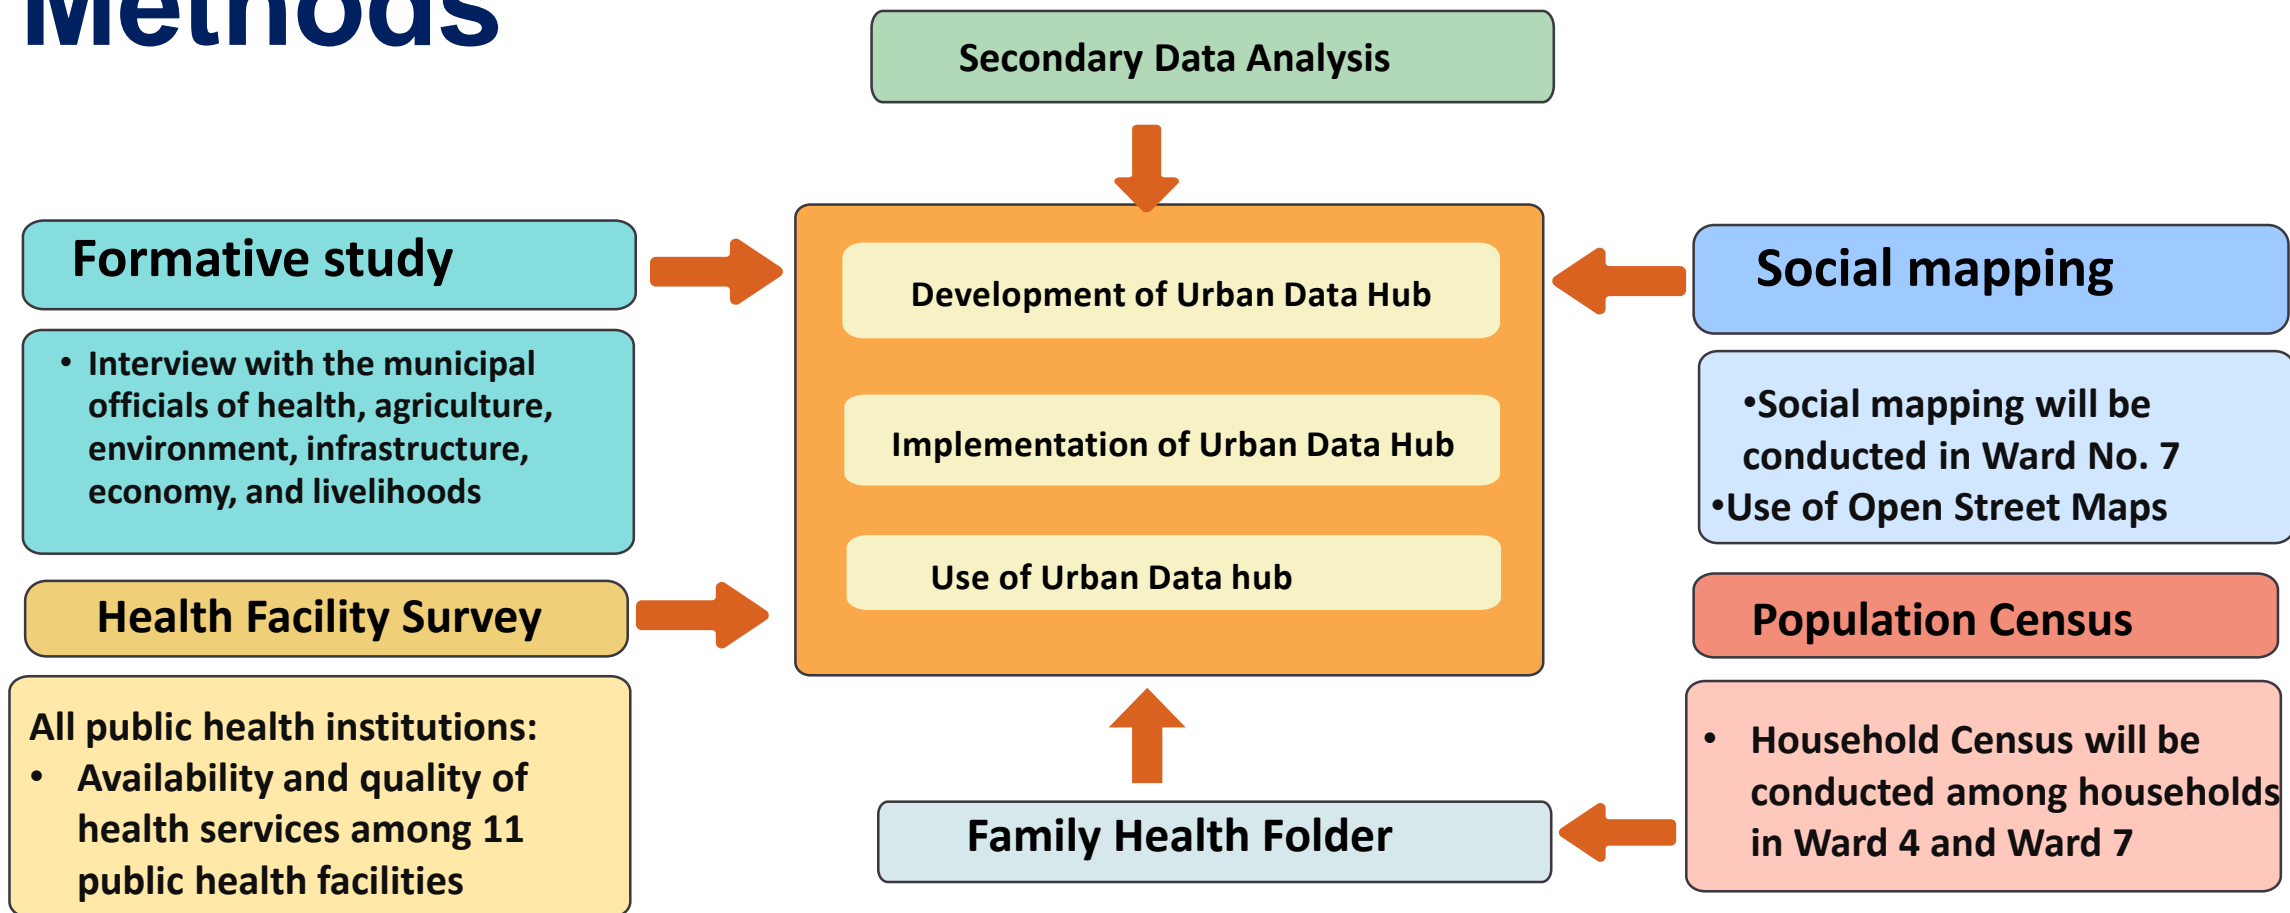 Methods
Secondary Data Analysis
Formative study
• Interview with the municipal
officials of health, agriculture,
environment, infrastructure,
economy, and livelihoods
Health Facility Survey
All public health institutions:
• Availability and quality of
health services among 11
public health facilities
Development of Urban Data Hub
Implementation of Urban Data Hub
Use of Urban Data hub
Family Health Folder
Social mapping
•Social mapping will be
conducted in Ward No. 7
•Use of Open Street Maps
Population Census
• Household Census will be
conducted among households
in Ward 4 and Ward 7